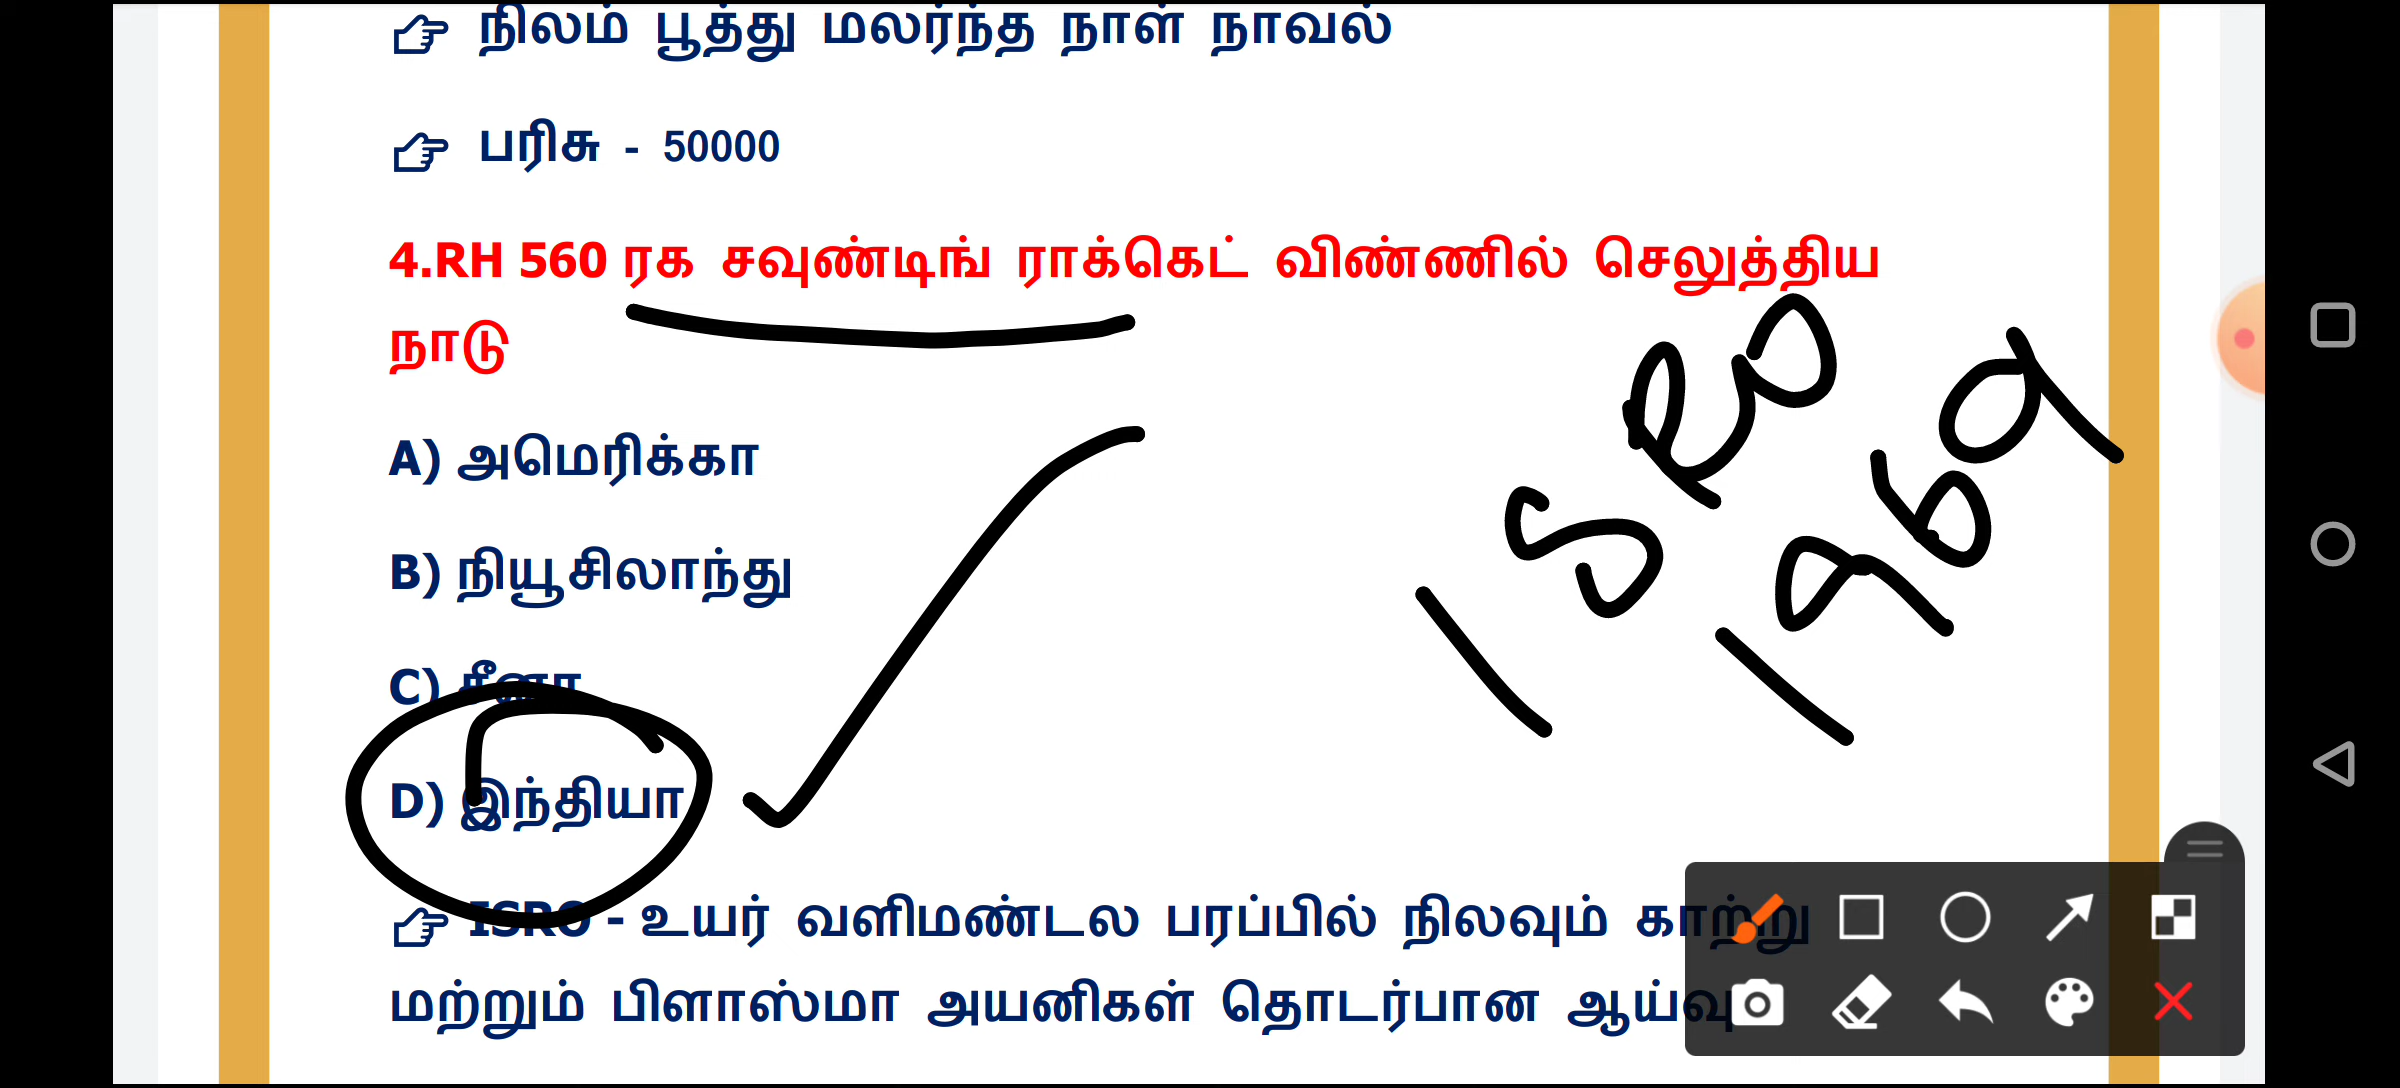 நிலம் பூத்து மலர்ந்த நாள் நாவல்
பரிசு - 50000
4.RH 560 ரக சவுண்டிங் ராக்கெட் விண்ணில் செலுத்திய
நாடு
A) அமெரிக்கா
B) நியூசிலாந்து
C) சீனா
D) இந்தியா
ISRO
1969
ISRO - உயர் வளிமண்டல பரப்பில் நிலவும் காற்று
மற்றும் பிளாஸ்மா அயனிகள் தொடர்பான ஆய்வு